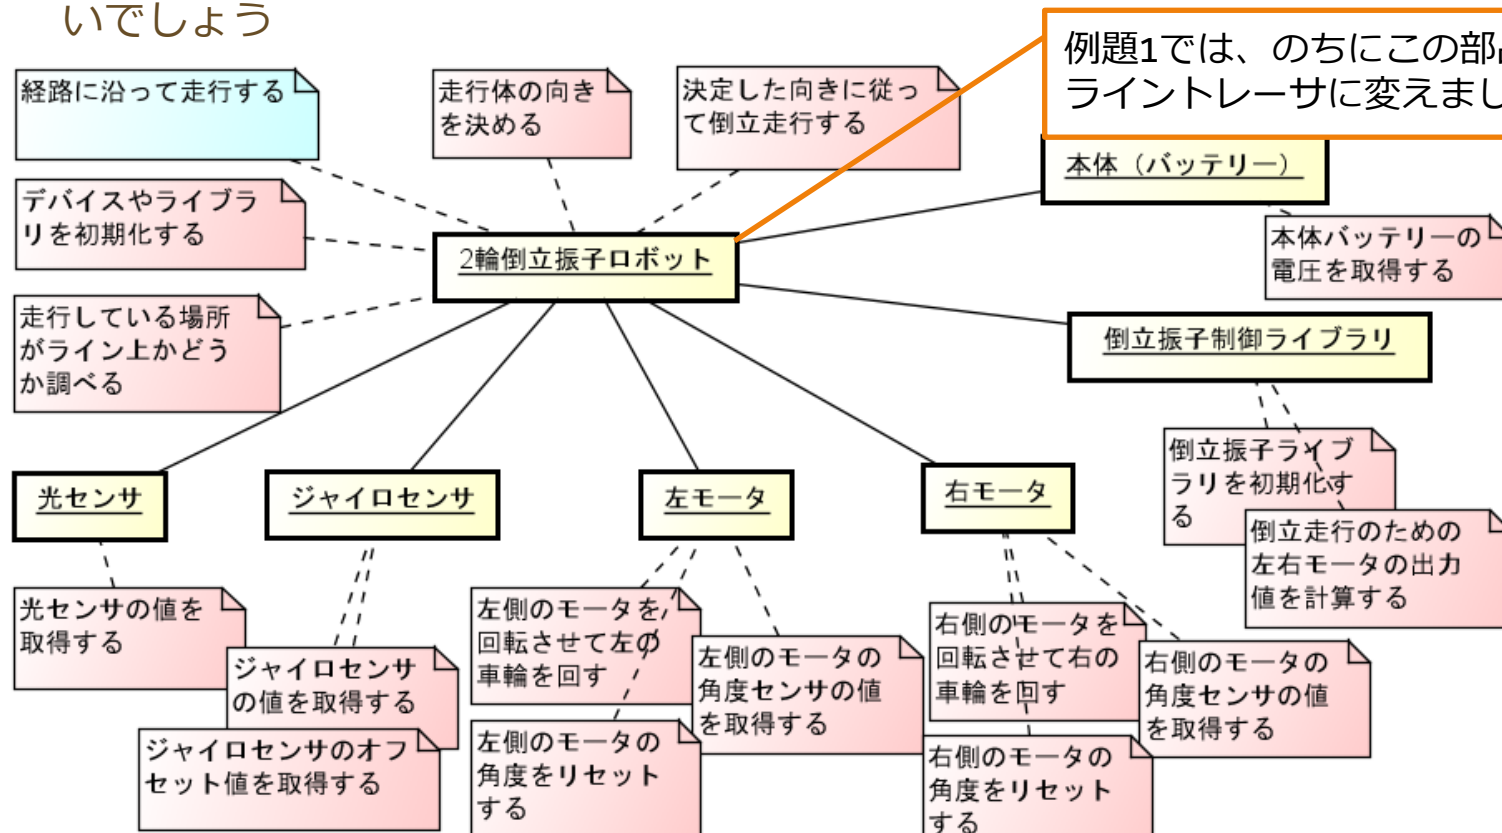 いでしょう
例題1では、のちにこの部
ライントレーサに変えまし
経路に沿って走行する
走行体の向き
を決める
決定した向きに従っ
て倒立走行する
本体（バッテリー）
デバイスやライブラ
リを初期化する
2輪倒立振子ロボット
本体バッテリーの
電圧を取得する
走行している場所
がライン上かどう
か調べる
倒立振子制御ライブラリ
倒立振子ライブ
ラリを初期化す
る
倒立走行のための
左右モータの出力
値を計算する
光センサ
ジャイロセンサ
左モータ
右モータ
光センサの値を
取得する
ジャイロセンサ
の値を取得する
ジャイロセンサのオフ
セット値を取得する
左側のモータを
回転させて左の
車輪を回す
左側のモータの
角度センサの値
を取得する
左側のモータの
角度をリセット
する
右側のモータを
回転させて右の
車輪を回す
右側のモータの
角度センサの値
を取得する
右側のモータの
角度をリセット
する